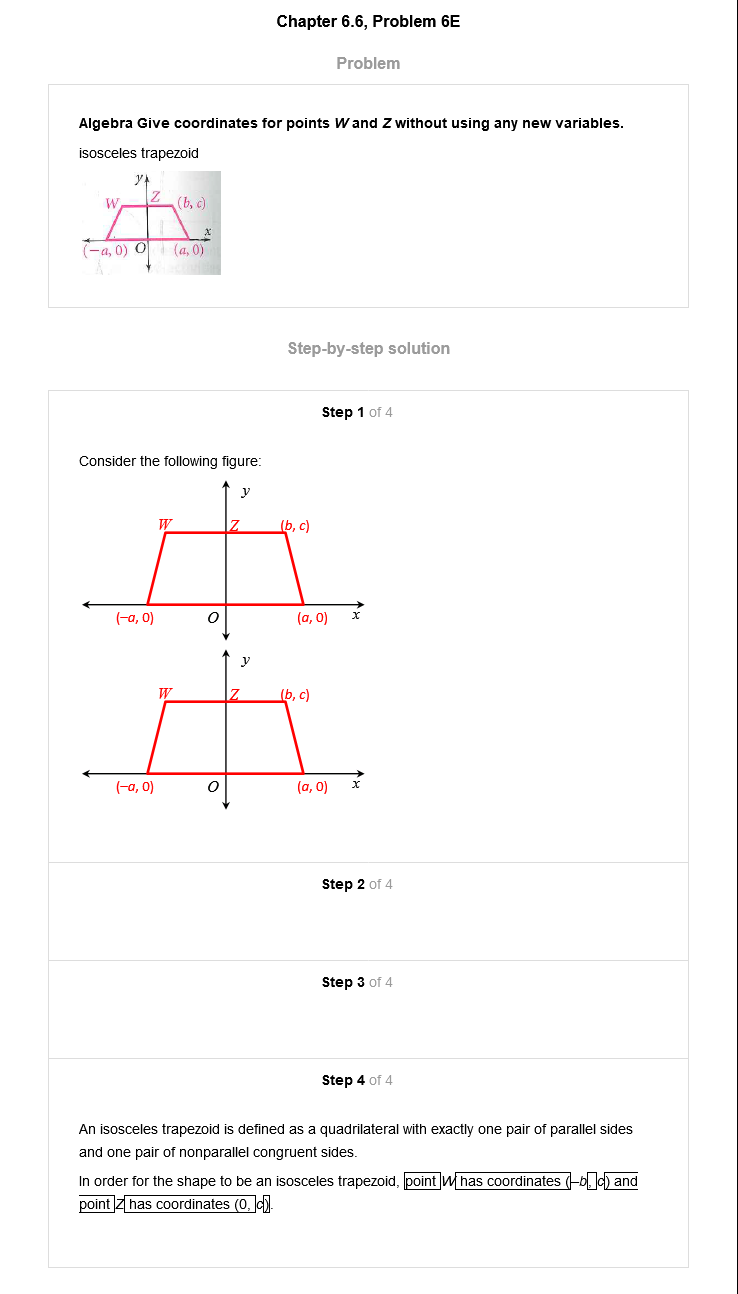 Chapter 6.6, Problem 6E
Problem
Algebra Give coordinates for points W and Z without using any new variables.
isosceles trapezoid
y
W Z (b, c)
x
(−a, 0) O (a, 0)
Step-by-step solution
Step 1 of 4
Consider the following figure:
y
W Z (b, c)
(−a, 0) O (a, 0) x
y
W Z (b, c)
(−a, 0) O (a, 0) x
Step 2 of 4
Step 3 of 4
Step 4 of 4
An isosceles trapezoid is defined as a quadrilateral with exactly one pair of parallel sides
and one pair of nonparallel congruent sides.
In order for the shape to be an isosceles trapezoid, point W has coordinates (−b, c) and
point Z has coordinates (0, c).